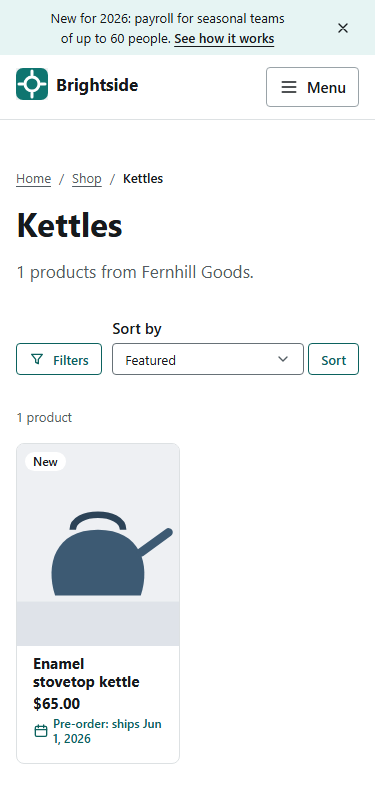 New for 2026: payroll for seasonal teams
of up to 60 people. See how it works
Brightside
Menu
Home / Shop / Kettles
Kettles
1 products from Fernhill Goods.
Sort by
Filters
Featured
Sort
1 product
New
Enamel
stovetop kettle
$65.00
Pre-order: ships Jun
1, 2026